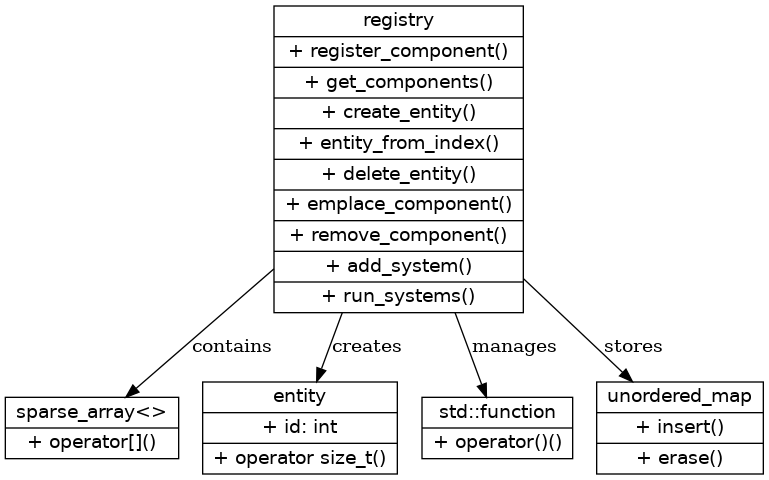 registry
+ register_component()
+ get_components()
+ create_entity()
+ entity_from_index()
+ delete_entity()
+ emplace_component()
+ remove_component()
+ add_system()
+ run_systems()
contains
creates
manages
stores
sparse_array<>
+ operator[]()
entity
+ id: int
+ operator size_t()
std::function
+ operator()()
unordered_map
+ insert()
+ erase()